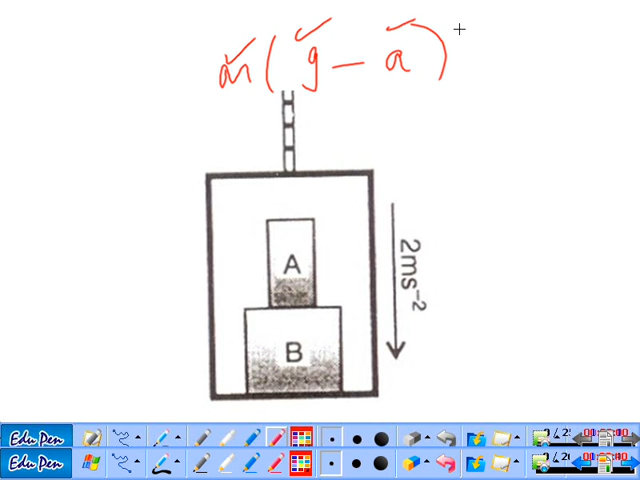 m(g-a)
A
B
2ms⁻²
Edu Pen
Edu Pen